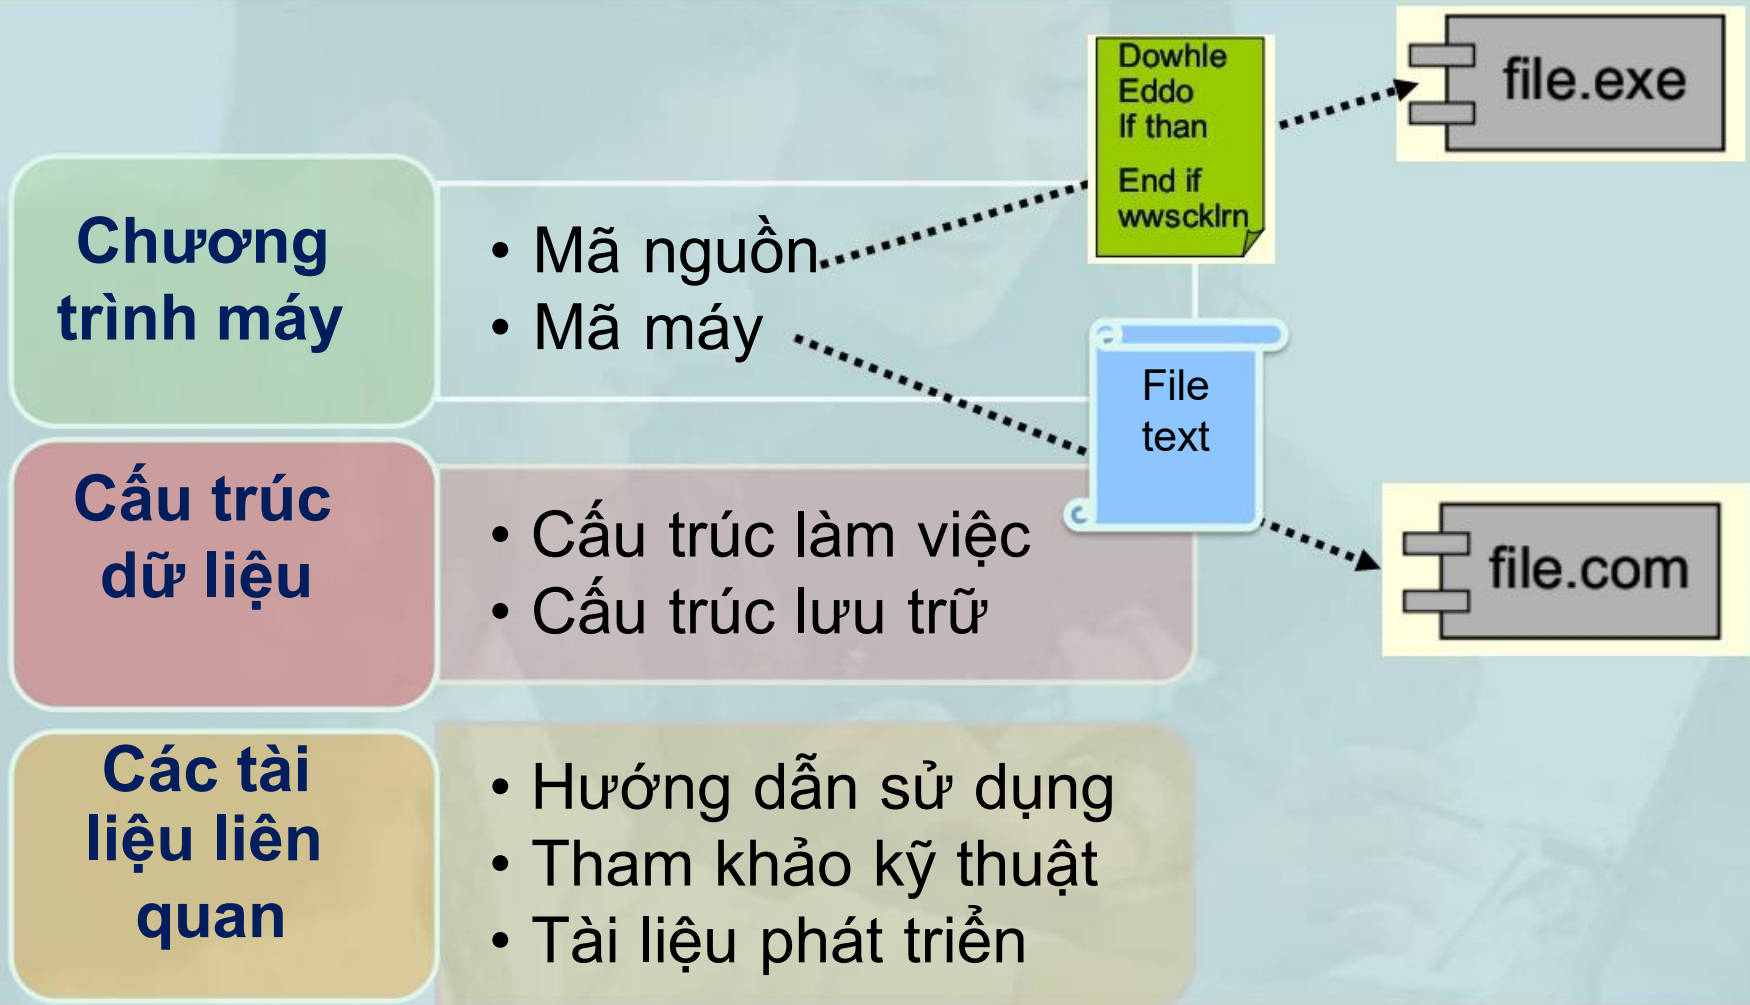 Chương
trình máy
• Mã nguồn
• Mã máy
Dowhle
Eddo
If than
End if
wwscklrn
file.exe
File
text
file.com
Cấu trúc
dữ liệu
• Cấu trúc làm việc
• Cấu trúc lưu trữ
Các tài
liệu liên
quan
• Hướng dẫn sử dụng
• Tham khảo kỹ thuật
• Tài liệu phát triển